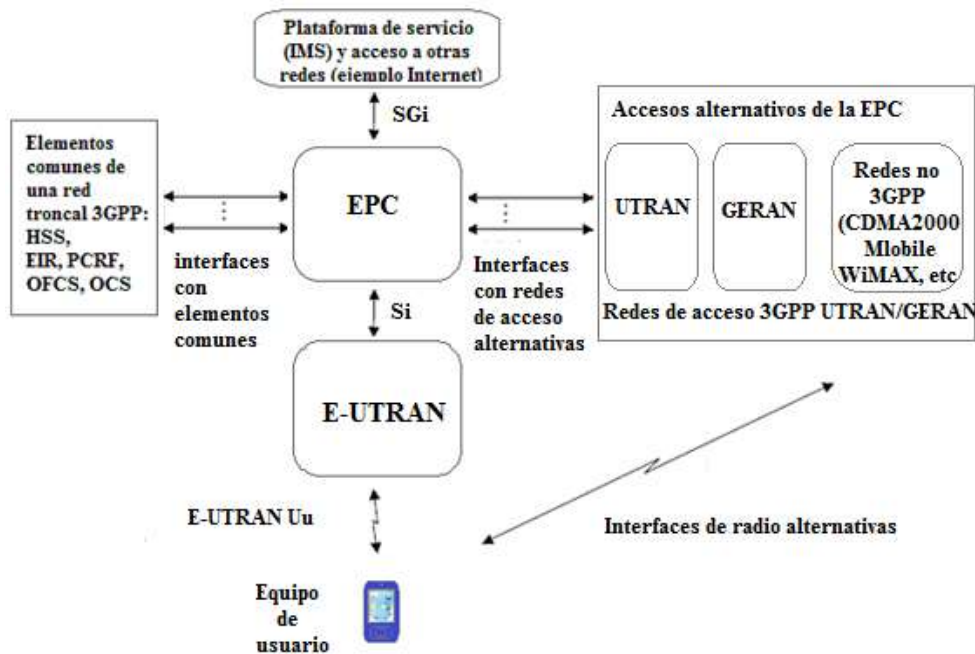 Plataforma de servicio
(IMS) y acceso a otras
redes (ejemplo Internet)
SGi
Elementos
comunes de
una red
troncal 3GPP:
HSS,
EIR, PCRF,
OFCS, OCS
interfaces
con
elementos
comunes
EPC
Si
Interfaces
con redes
de acceso
alternativas
Accesos alternativos de la EPC
UTRAN
GERAN
Redes no
3GPP
(CDMA2000
Mlobile
WiMAX, etc
Redes de acceso 3GPP UTRAN/GERAN
E-UTRAN
E-UTRAN Uu
Interfaces de radio alternativas
Equipo
de
usuario